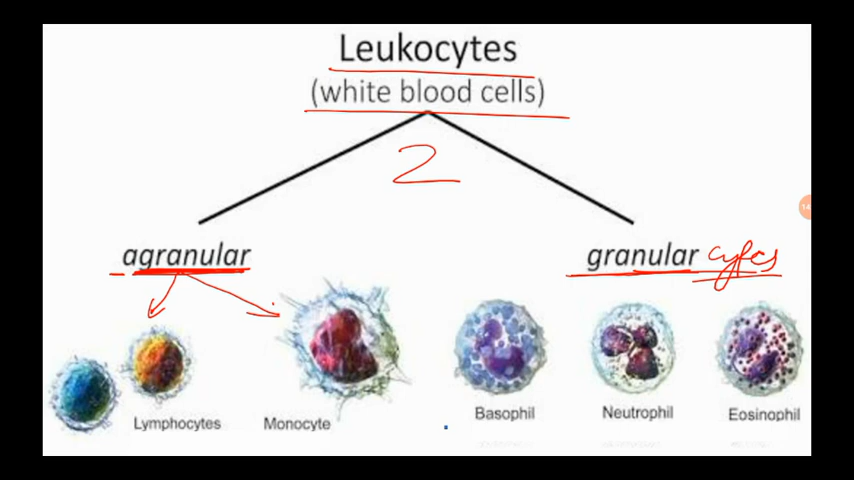 Leukocytes
(white blood cells)
2
agranular
granular cytes
Lymphocytes
Monocyte
Basophil
Neutrophil
Eosinophil